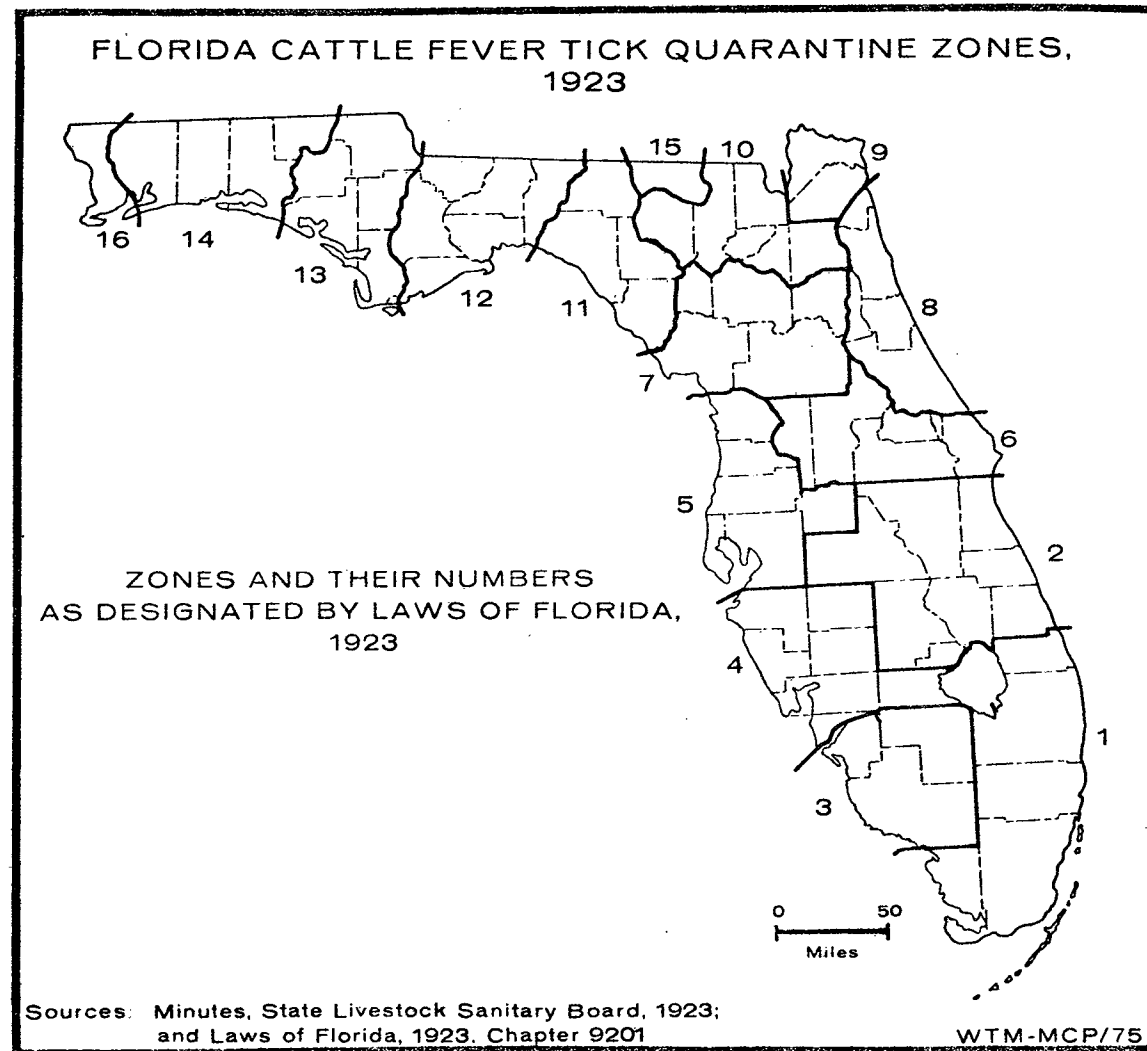 FLORIDA CATTLE FEVER TICK QUARANTINE ZONES,
1923
15
10
9
16
14
13
12
11
8
7
6
5
2
ZONES AND THEIR NUMBERS
AS DESIGNATED BY LAWS OF FLORIDA,
1923
4
1
3
0 50
Miles
Sources: Minutes, State Livestock Sanitary Board, 1923;
and Laws of Florida, 1923. Chapter 9201
WTM-MCP/75